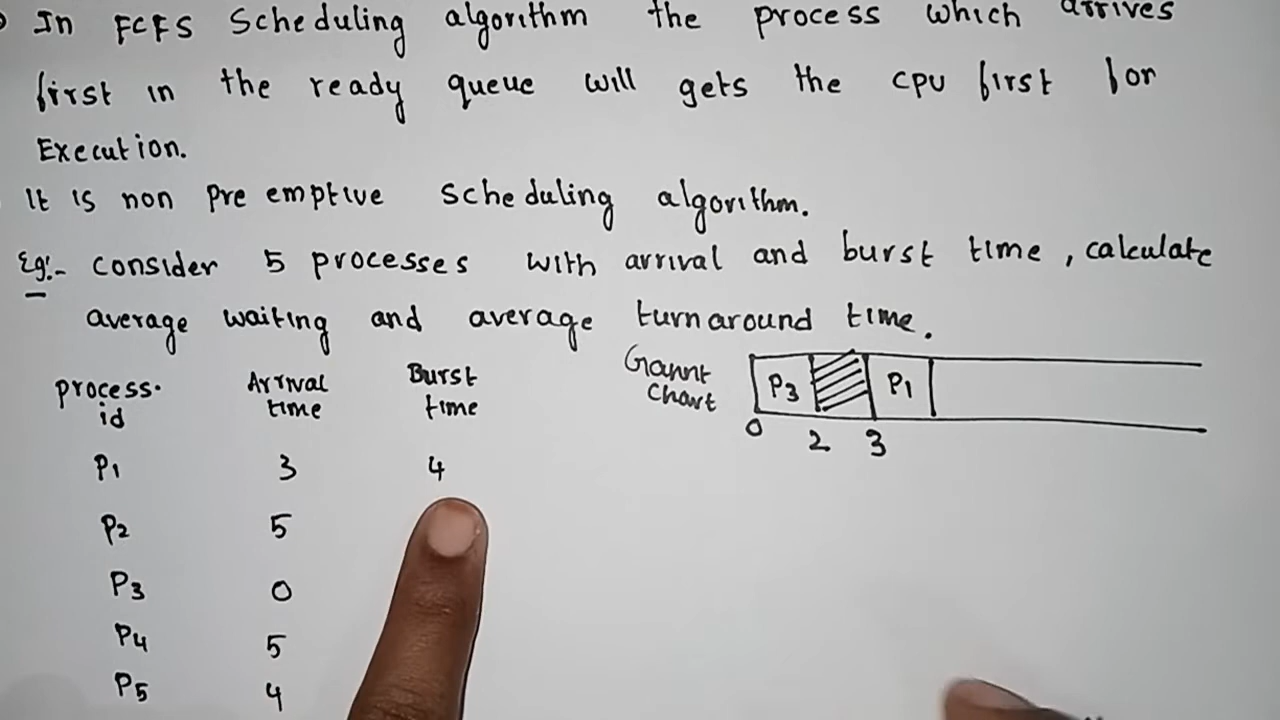 In FCFS Scheduling algorithm the process which arrives
first in the ready queue will gets the cpu first for
Execution.
It is non pre emptive scheduling algorithm.
Eg:- consider 5 processes with arrival and burst time, calculate
average waiting and average turnaround time.
process. id Arrival time Burst time
P1 3 4
P2 5
P3 0
P4 5
P5 4
Gannt chart P3 P1
0 2 3